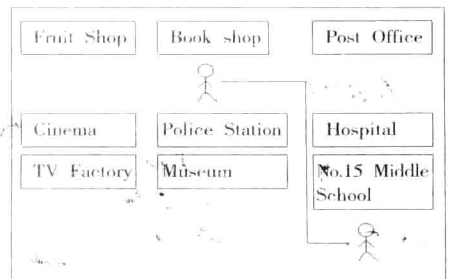 Fruit Shop
Book shop
Post Office
Cinema
Police Station
Hospital
TV Factory
Museum
No.15 Middle
School